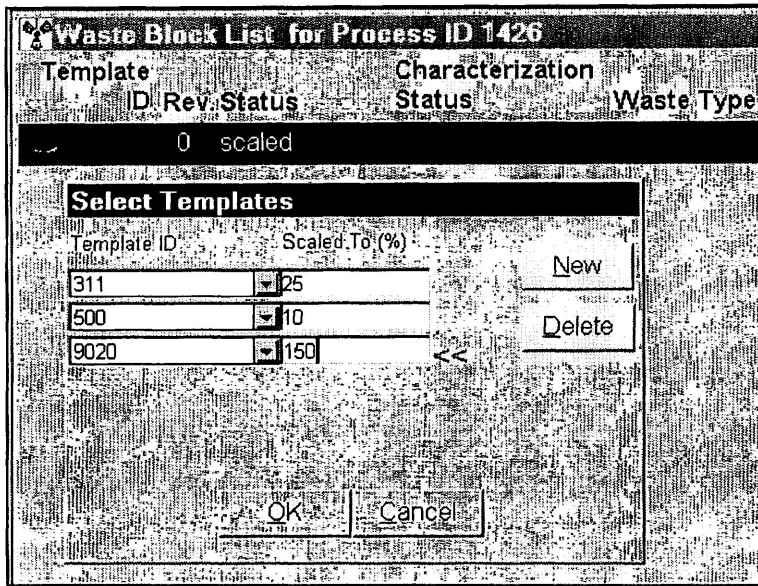 Waste Block List for Process ID 1426
Template Characterization
ID Rev. Status Status Waste Type
0 scaled
Select Templates
Template ID Scaled To (%)
New
311 25
500 10
Delete
9020 150 <<
OK Cancel